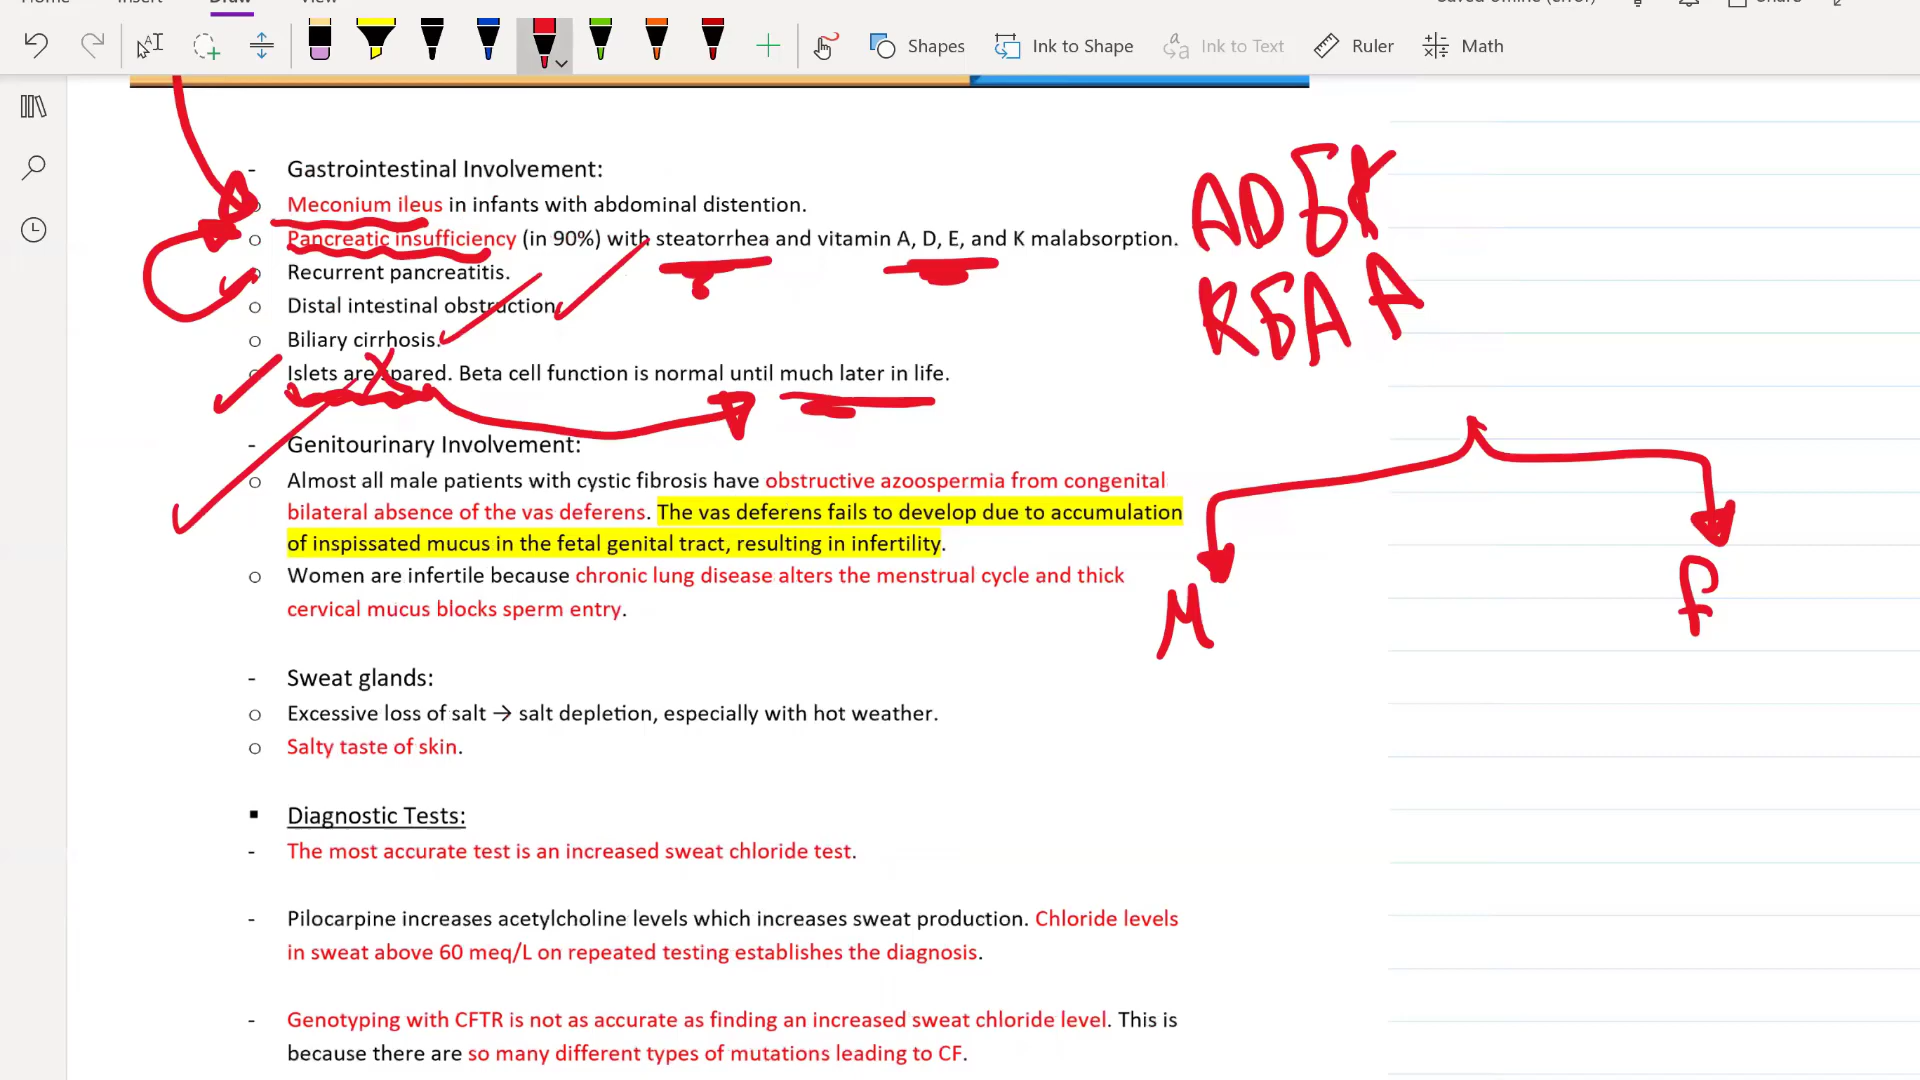 Home Insert Draw View Saved online (error) Share
Shapes Ink to Shape Ink to Text Ruler Math
- Gastrointestinal Involvement:
o Meconium ileus in infants with abdominal distention.
o Pancreatic insufficiency (in 90%) with steatorrhea and vitamin A, D, E, and K malabsorption.
o Recurrent pancreatitis.
o Distal intestinal obstruction.
o Biliary cirrhosis.
o Islets are spared. Beta cell function is normal until much later in life.
ADEK
- Genitourinary Involvement:
o Almost all male patients with cystic fibrosis have obstructive azoospermia from congenital
bilateral absence of the vas deferens. The vas deferens fails to develop due to accumulation
of inspissated mucus in the fetal genital tract, resulting in infertility.
o Women are infertile because chronic lung disease alters the menstrual cycle and thick
cervical mucus blocks sperm entry.
M F
- Sweat glands:
o Excessive loss of salt → salt depletion, especially with hot weather.
o Salty taste of skin.
▪ Diagnostic Tests:
- The most accurate test is an increased sweat chloride test.
- Pilocarpine increases acetylcholine levels which increases sweat production. Chloride levels
in sweat above 60 meq/L on repeated testing establishes the diagnosis.
- Genotyping with CFTR is not as accurate as finding an increased sweat chloride level. This is
because there are so many different types of mutations leading to CF.